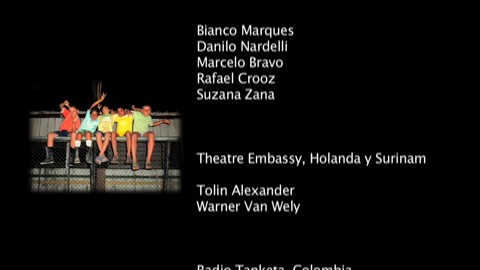 Bianco Marques
Danilo Nardelli
Marcelo Bravo
Rafael Crooz
Suzana Zana
Theatre Embassy, Holanda y Surinam
Tolin Alexander
Warner Van Wely
Radio Tanketa, Colombia